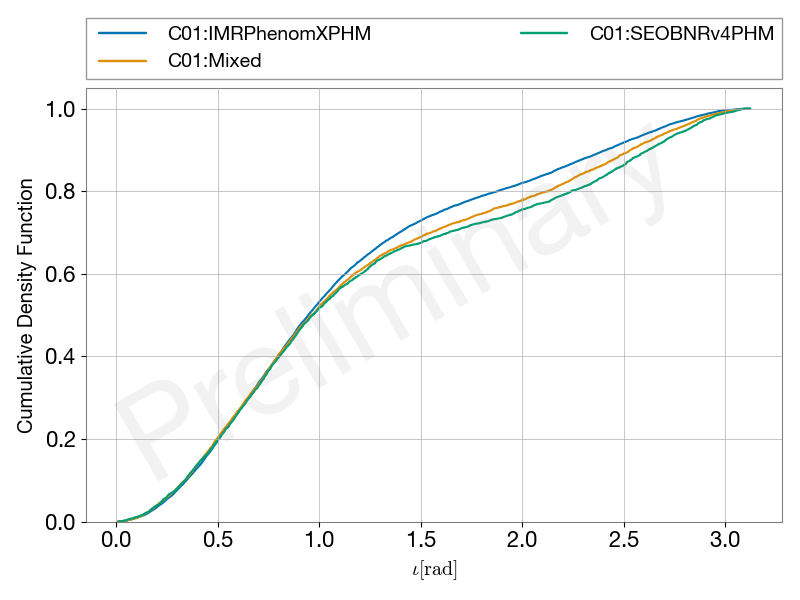 C01:IMRPhenomXPHM
C01:Mixed
C01:SEOBNRv4PHM
Preliminary
Cumulative Density Function
1.0
0.8
0.6
0.4
0.2
0.0
0.0 0.5 1.0 1.5 2.0 2.5 3.0
ι[rad]